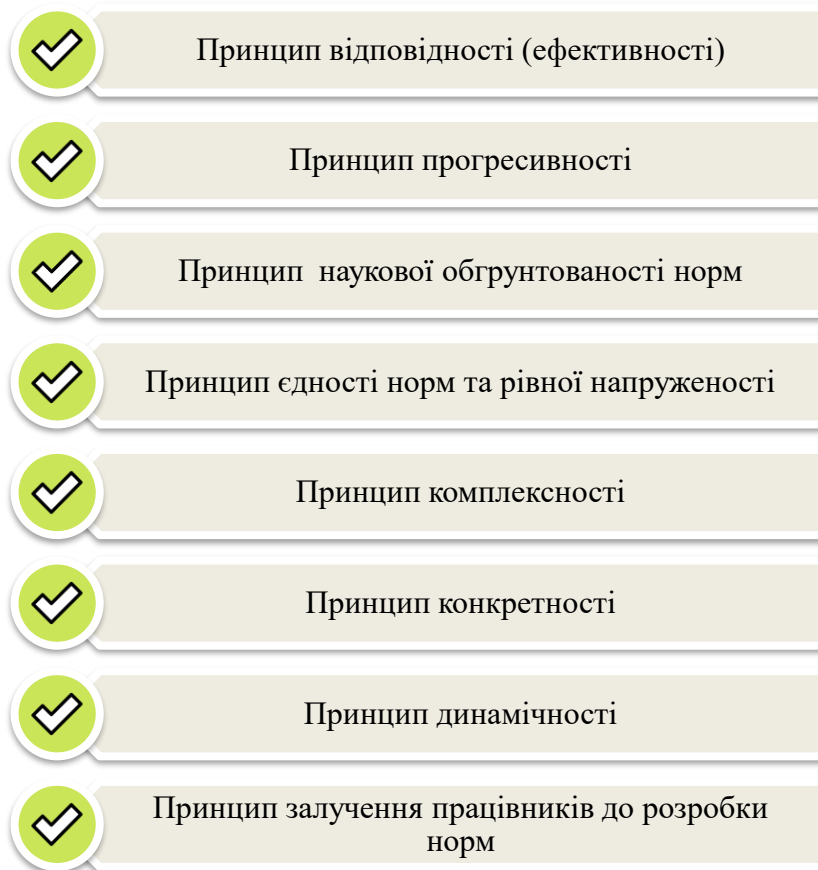 Принцип відповідності (ефективності)
Принцип прогресивності
Принцип наукової обгрунтованості норм
Принцип єдності норм та рівної напруженості
Принцип комплексності
Принцип конкретності
Принцип динамічності
Принцип залучення працівників до розробки
норм